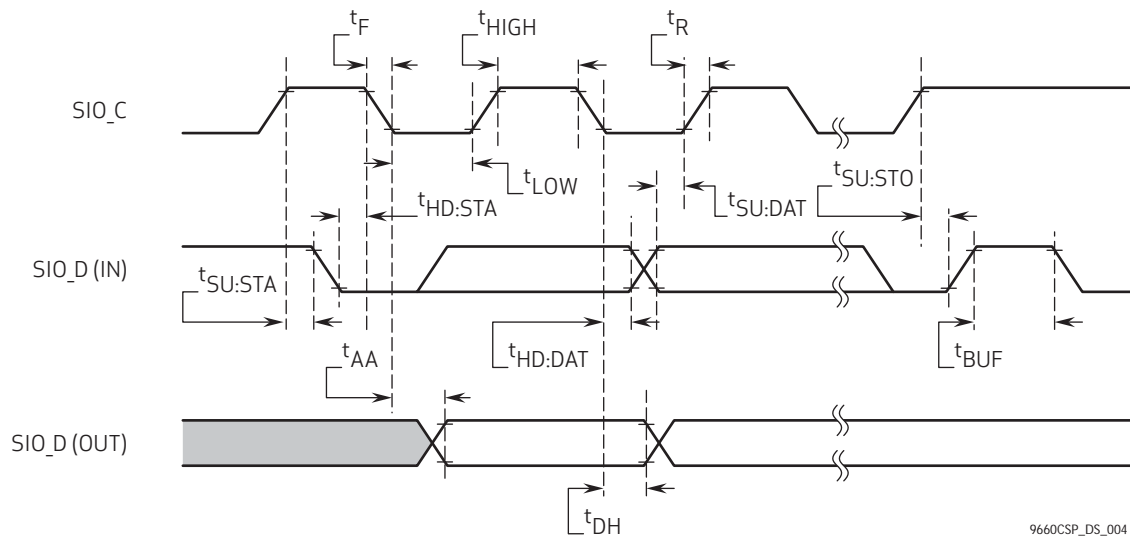 tF
tHIGH
tR
SIO_C
tLOW
tSU:STO
tHD:STA
tSU:DAT
SIO_D (IN)
tSU:STA
tAA
tHD:DAT
tBUF
SIO_D (OUT)
tDH
9660CSP_DS_004